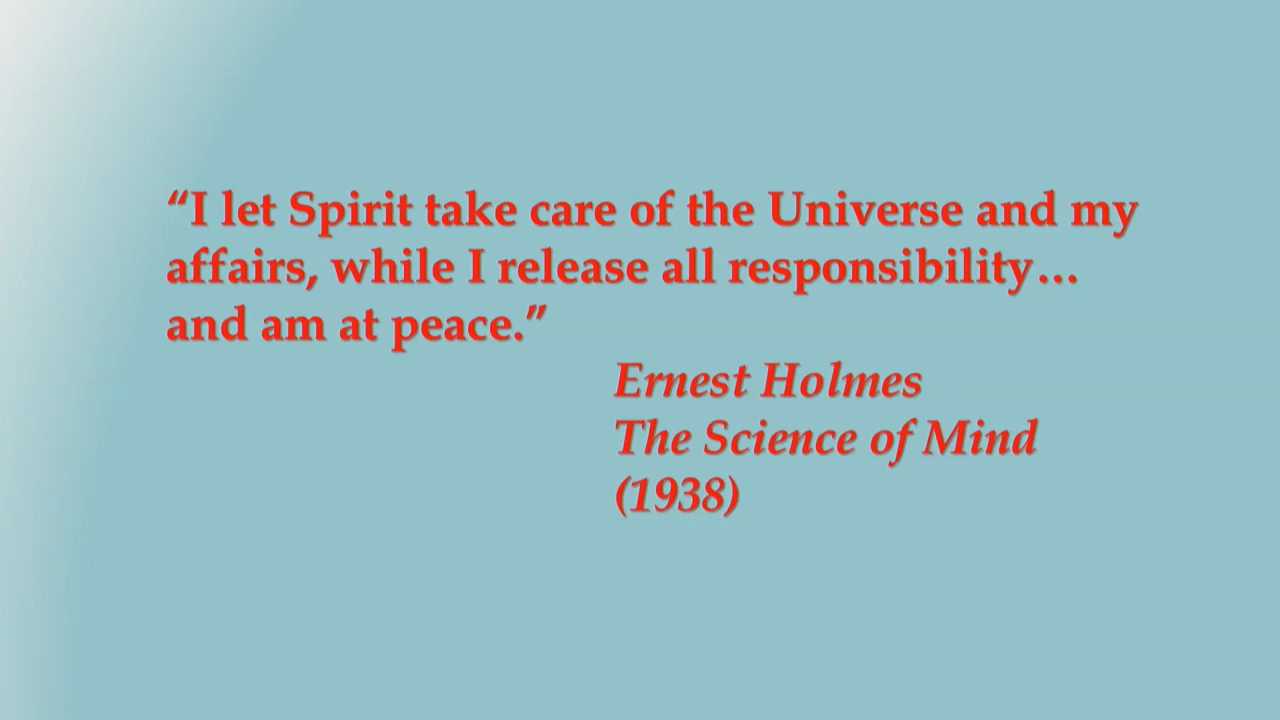 “I let Spirit take care of the Universe and my
affairs, while I release all responsibility…
and am at peace.”
Ernest Holmes
The Science of Mind
(1938)